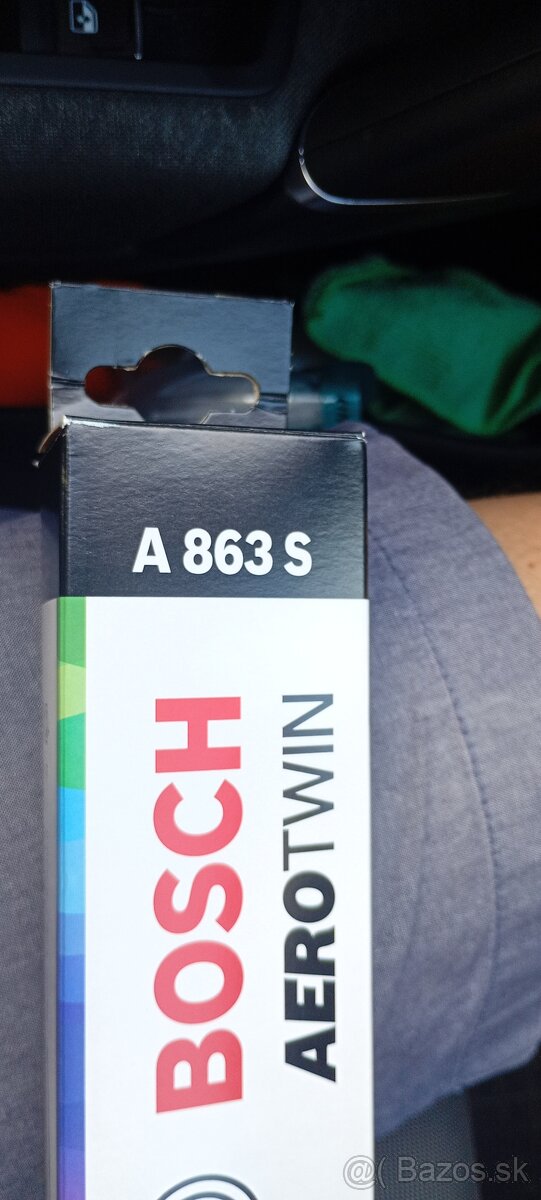 A 863 S
BOSCH
AEROTWIN
@( Bazos.sk